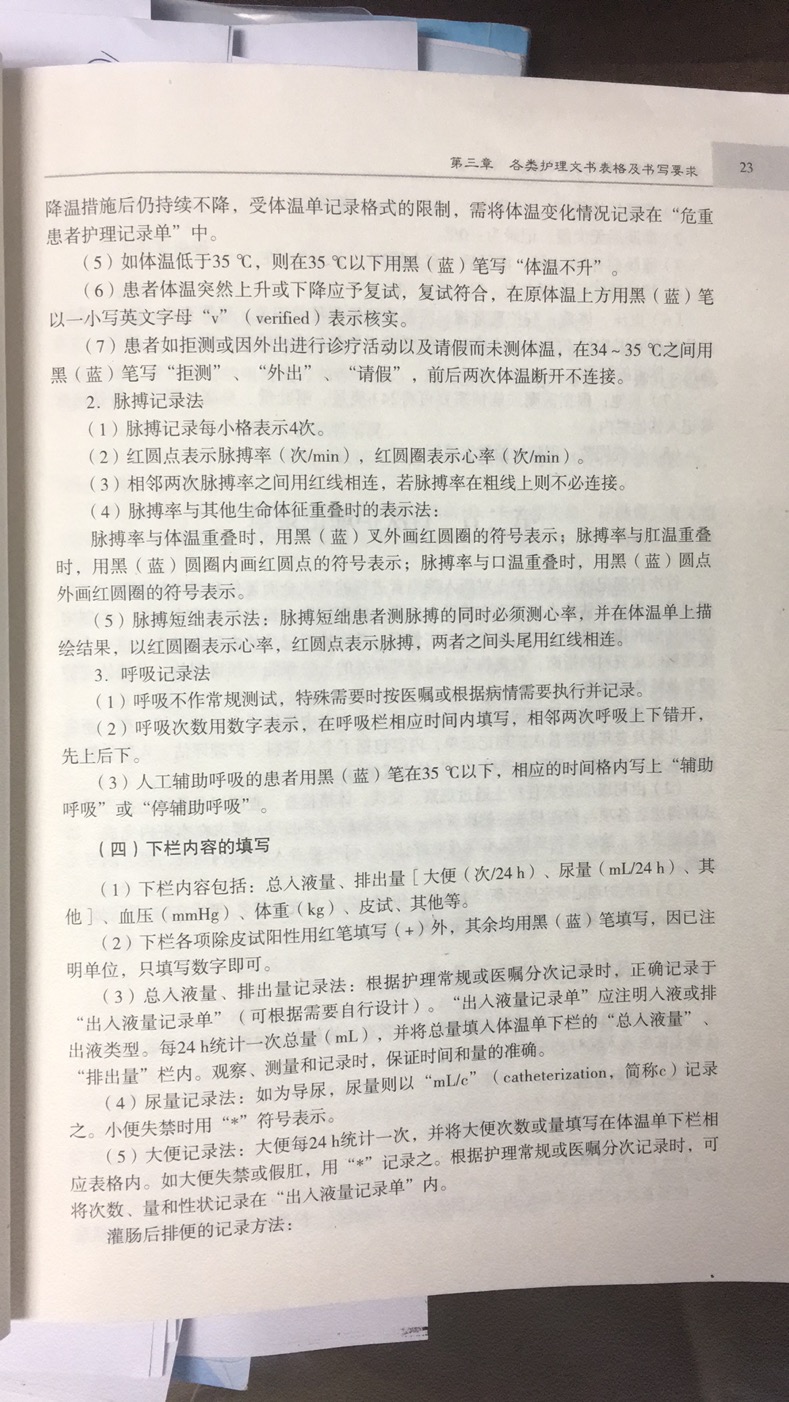 第三章 各类护理文书表格及书写要求 23
降温措施后仍持续不降，受体温单记录格式的限制，需将体温变化情况记录在“危重
患者护理记录单”中。
（5）如体温低于35 ℃，则在35 ℃以下用黑（蓝）笔写“体温不升”。
（6）患者体温突然上升或下降应予复试，复试符合，在原体温上方用黑（蓝）笔
以一小写英文字母“v”（verified）表示核实。
（7）患者如拒测或因外出进行诊疗活动以及请假而未测体温，在34～35 ℃之间用
黑（蓝）笔写“拒测”、“外出”、“请假”，前后两次体温断开不连接。
2．脉搏记录法
（1）脉搏记录每小格表示4次。
（2）红圆点表示脉搏率（次/min），红圆圈表示心率（次/min）。
（3）相邻两次脉搏率之间用红线相连，若脉搏率在粗线上则不必连接。
（4）脉搏率与其他生命体征重叠时的表示法：
脉搏率与体温重叠时，用黑（蓝）叉外画红圆圈的符号表示；脉搏率与肛温重叠
时，用黑（蓝）圆圈内画红圆点的符号表示；脉搏率与口温重叠时，用黑（蓝）圆点
外画红圆圈的符号表示。
（5）脉搏短绌表示法：脉搏短绌患者测脉搏的同时必须测心率，并在体温单上描
绘结果，以红圆圈表示心率，红圆点表示脉搏，两者之间头尾用红线相连。
3．呼吸记录法
（1）呼吸不作常规测试，特殊需要时按医嘱或根据病情需要执行并记录。
（2）呼吸次数用数字表示，在呼吸栏相应时间内填写，相邻两次呼吸上下错开，
先上后下。
（3）人工辅助呼吸的患者用黑（蓝）笔在35 ℃以下，相应的时间格内写上“辅助
呼吸”或“停辅助呼吸”。
（四）下栏内容的填写
（1）下栏内容包括：总入液量、排出量［大便（次/24 h）、尿量（mL/24 h）、其
他］、血压（mmHg）、体重（kg）、皮试、其他等。
（2）下栏各项除皮试阳性用红笔填写（+）外，其余均用黑（蓝）笔填写，因已注
明单位，只填写数字即可。
（3）总入液量、排出量记录法：根据护理常规或医嘱分次记录时，正确记录于
“出入液量记录单”（可根据需要自行设计）。“出入液量记录单”应注明入液或排
出液类型。每24 h统计一次总量（mL），并将总量填入体温单下栏的“总入液量”、
“排出量”栏内。观察、测量和记录时，保证时间和量的准确。
（4）尿量记录法：如为导尿，尿量则以“mL/c”（catheterization，简称c）记录
之。小便失禁时用“*”符号表示。
（5）大便记录法：大便每24 h统计一次，并将大便次数或量填写在体温单下栏相
应表格内。如大便失禁或假肛，用“*”记录之。根据护理常规或医嘱分次记录时，可
将次数、量和性状记录在“出入液量记录单”内。
灌肠后排便的记录方法：